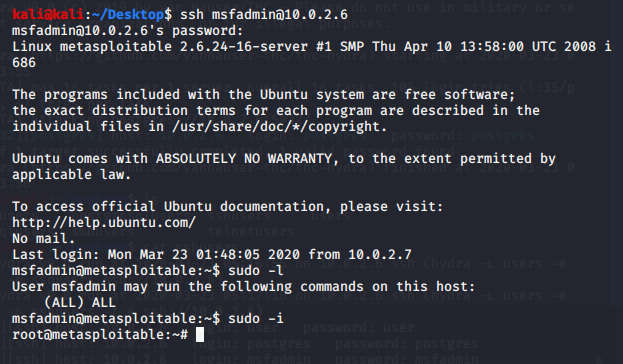 kali@kali:~/Desktop$ ssh msfadmin@10.0.2.6
msfadmin@10.0.2.6's password:
Linux metasploitable 2.6.24-16-server #1 SMP Thu Apr 10 13:58:00 UTC 2008 i
686
The programs included with the Ubuntu system are free software;
the exact distribution terms for each program are described in the
individual files in /usr/share/doc/*/copyright.
Ubuntu comes with ABSOLUTELY NO WARRANTY, to the extent permitted by
applicable law.
To access official Ubuntu documentation, please visit:
http://help.ubuntu.com/
No mail.
Last login: Mon Mar 23 01:48:05 2020 from 10.0.2.7
msfadmin@metasploitable:~$ sudo -l
User msfadmin may run the following commands on this host:
(ALL) ALL
msfadmin@metasploitable:~$ sudo -i
root@metasploitable:~#